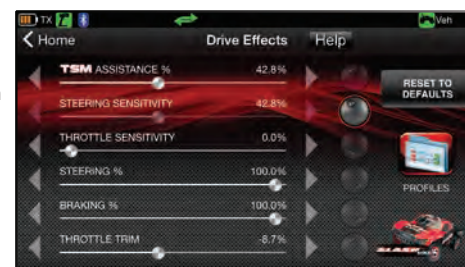 TX Veh
Home Drive Effects Help
TSM ASSISTANCE % 42.8%
STEERING SENSITIVITY 42.8%
THROTTLE SENSITIVITY 0.0%
STEERING % 100.0%
BRAKING % 100.0%
THROTTLE TRIM -8.7%
RESET TO
DEFAULTS
PROFILES
SLASH